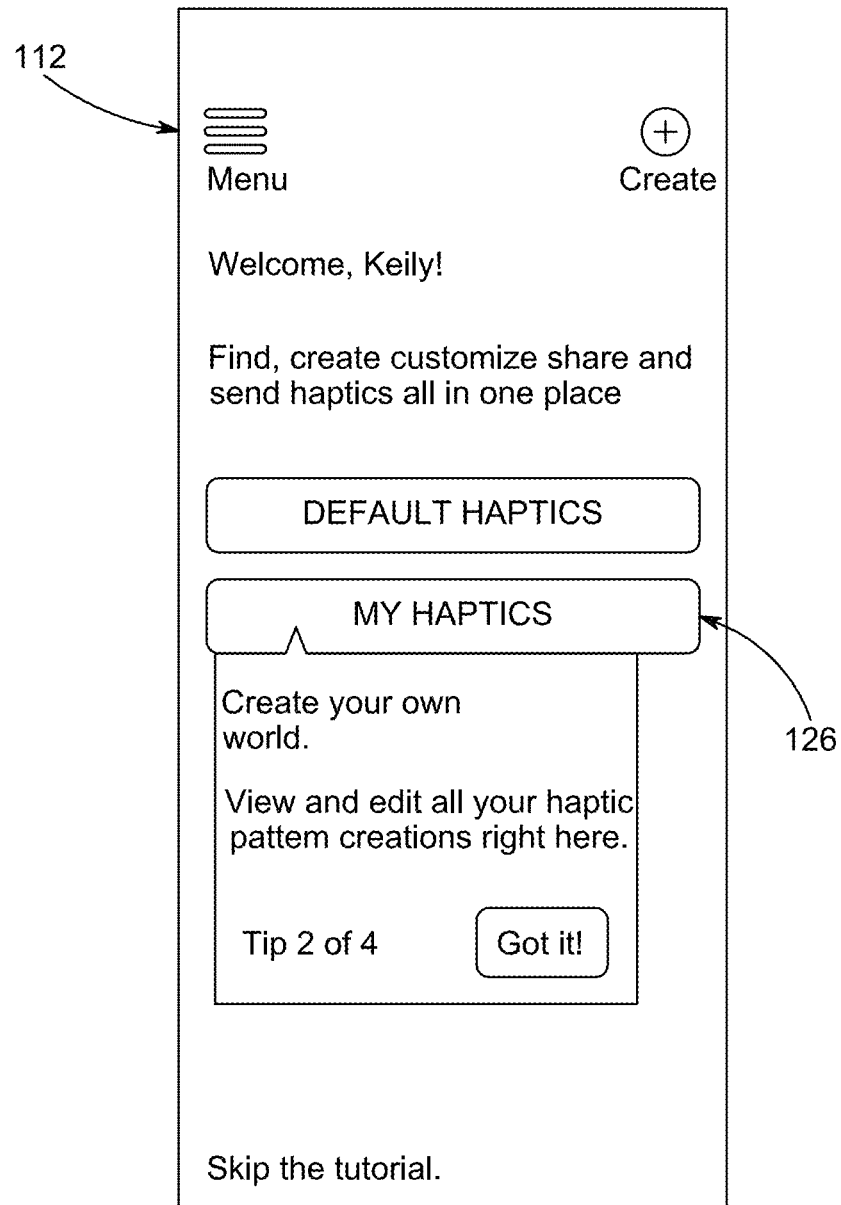 112
Menu
Create
Welcome, Keily!
Find, create customize share and
send haptics all in one place
DEFAULT HAPTICS
MY HAPTICS
126
Create your own
world.
View and edit all your haptic
pattem creations right here.
Tip 2 of 4
Got it!
Skip the tutorial.